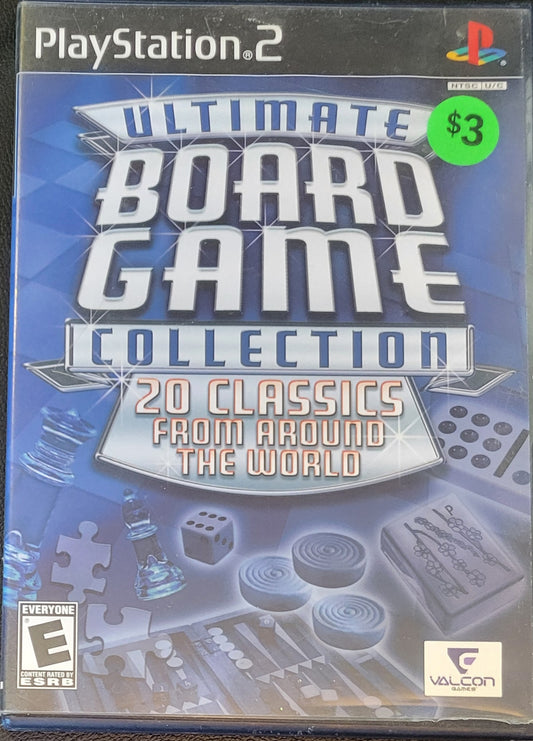 PlayStation®2
NTSC U/C
$3
ULTIMATE
BOARD
GAME
COLLECTION
20 CLASSICS
FROM AROUND
THE WORLD
P
EVERYONE
E
CONTENT RATED BY
ESRB
VALCON
GAMES